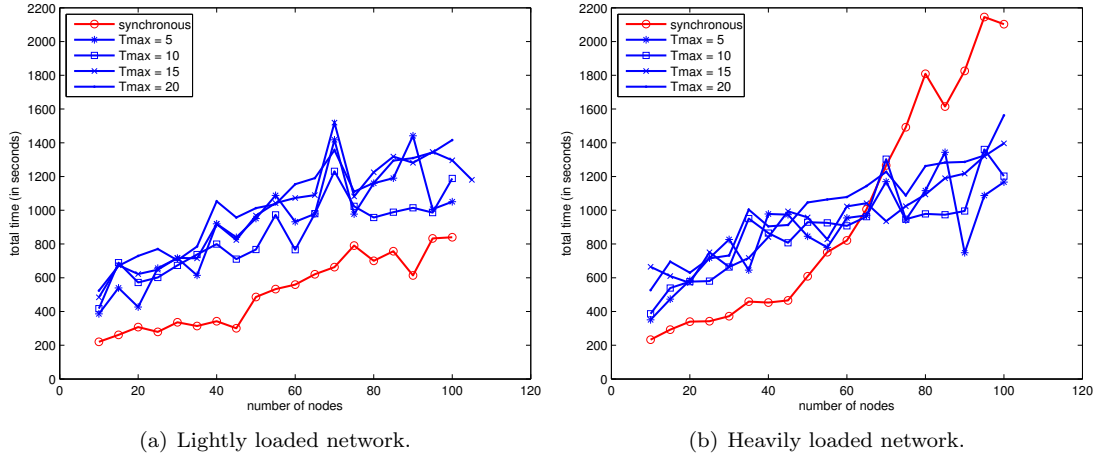 2200
2000
1800
1600
1400
1200
1000
800
600
400
200
0
total time (in seconds)
synchronous
Tmax = 5
Tmax = 10
Tmax = 15
Tmax = 20
0 20 40 60 80 100 120
number of nodes
(a) Lightly loaded network.
2200
2000
1800
1600
1400
1200
1000
800
600
400
200
0
total time (in seconds)
synchronous
Tmax = 5
Tmax = 10
Tmax = 15
Tmax = 20
0 20 40 60 80 100 120
number of nodes
(b) Heavily loaded network.